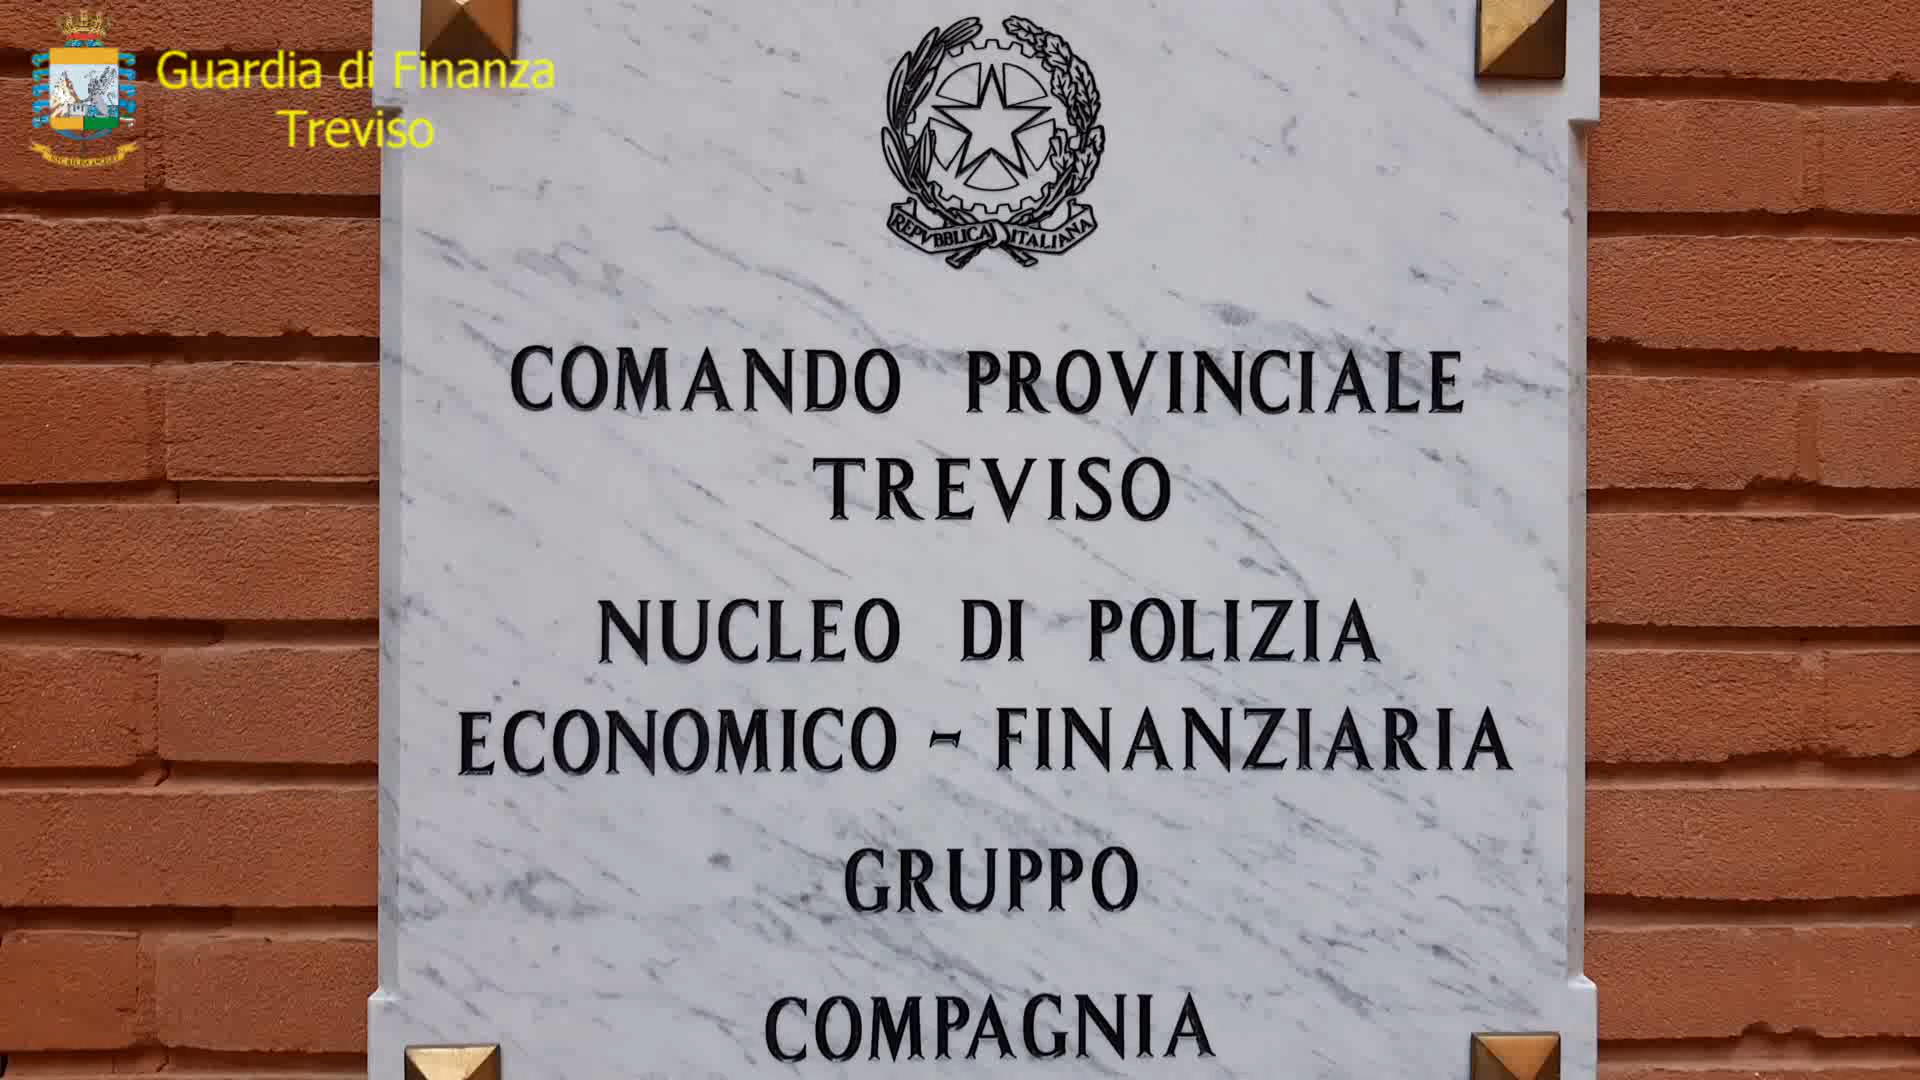 Guardia di Finanza
Treviso
REPVBBLICA ITALIANA
COMANDO PROVINCIALE
TREVISO
NUCLEO DI POLIZIA
ECONOMICO - FINANZIARIA
GRUPPO
COMPAGNIA